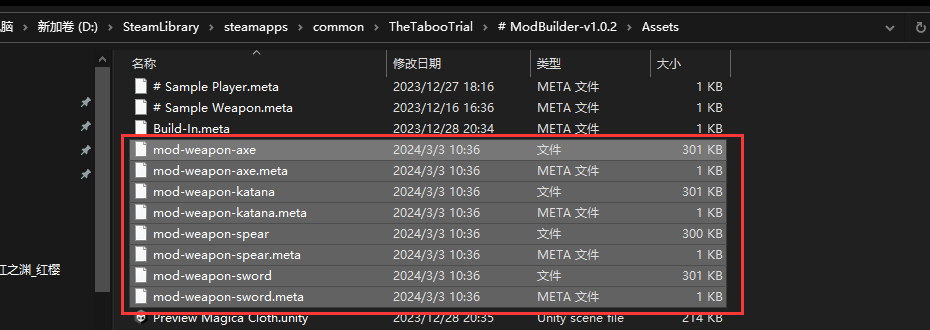 脑 › 新加卷 (D:) › SteamLibrary › steamapps › common › TheTabooTrial › # ModBuilder-v1.0.2 › Assets
名称 修改日期 类型 大小
# Sample Player.meta 2023/12/27 18:16 META 文件 1 KB
# Sample Weapon.meta 2023/12/16 16:36 META 文件 1 KB
Build-In.meta 2023/12/28 20:34 META 文件 1 KB
mod-weapon-axe 2024/3/3 10:36 文件 301 KB
mod-weapon-axe.meta 2024/3/3 10:36 META 文件 1 KB
mod-weapon-katana 2024/3/3 10:36 文件 301 KB
mod-weapon-katana.meta 2024/3/3 10:36 META 文件 1 KB
mod-weapon-spear 2024/3/3 10:36 文件 300 KB
mod-weapon-spear.meta 2024/3/3 10:36 META 文件 1 KB
江之渊_红樱
mod-weapon-sword 2024/3/3 10:36 文件 301 KB
mod-weapon-sword.meta 2024/3/3 10:36 META 文件 1 KB
Preview Magica Cloth.unity 2023/12/28 20:35 Unity scene file 214 KB